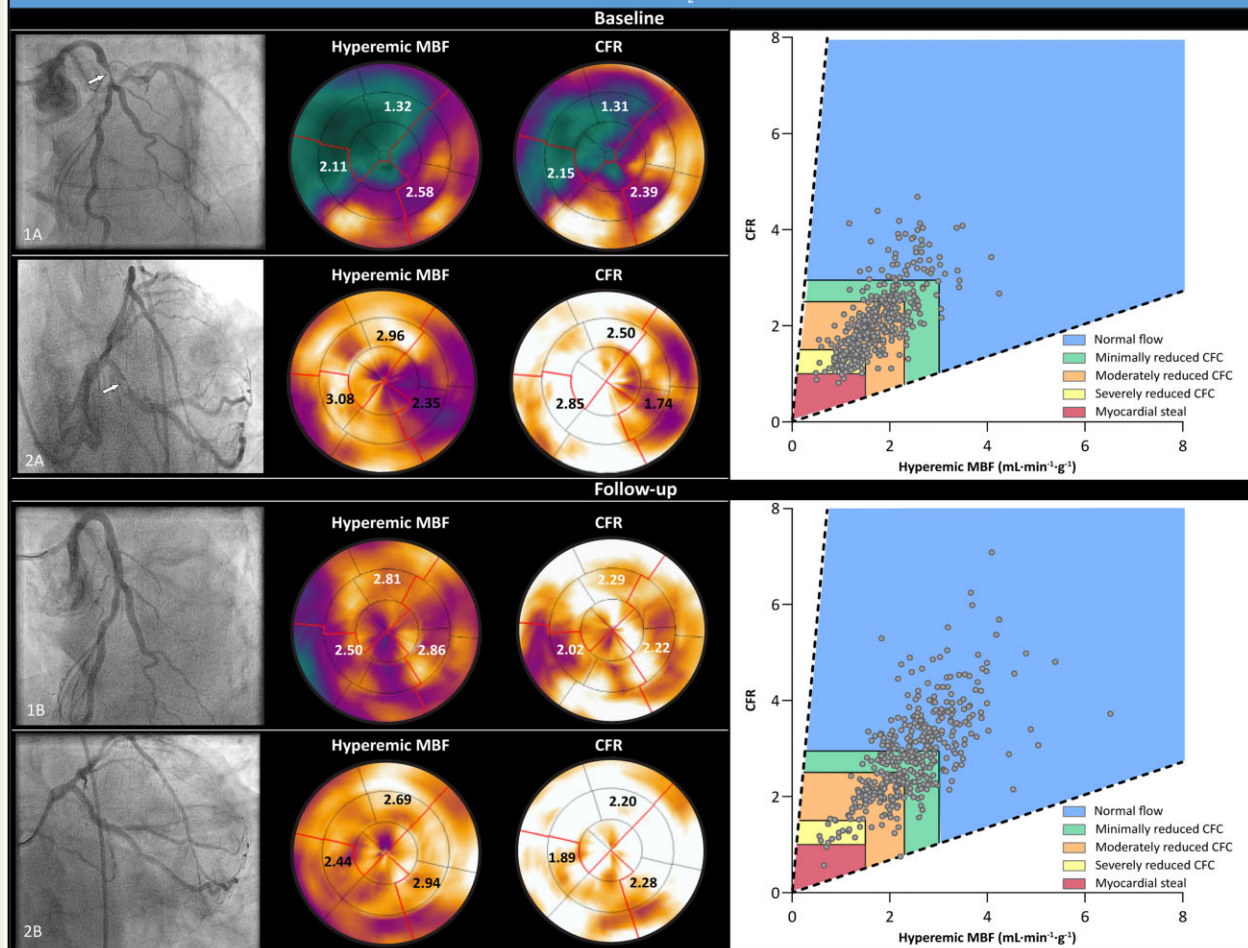 2
Baseline
Hyperemic MBF
CFR
1.32
2.11
2.58
1.31
2.15
2.39
1A
2.96
3.08
2.35
2.50
2.85
1.74
2A
8
6
4
2
0
CFR
Normal flow
Minimally reduced CFC
Moderately reduced CFC
Severely reduced CFC
Myocardial steal
0 2 4 6 8
Hyperemic MBF (mL·min⁻¹·g⁻¹)
Follow-up
Hyperemic MBF
CFR
2.81
2.50
2.86
2.29
2.02
2.22
1B
Hyperemic MBF
CFR
2.69
2.44
2.94
2.20
1.89
2.28
2B
8
6
4
2
0
CFR
Normal flow
Minimally reduced CFC
Moderately reduced CFC
Severely reduced CFC
Myocardial steal
0 2 4 6 8
Hyperemic MBF (mL·min⁻¹·g⁻¹)